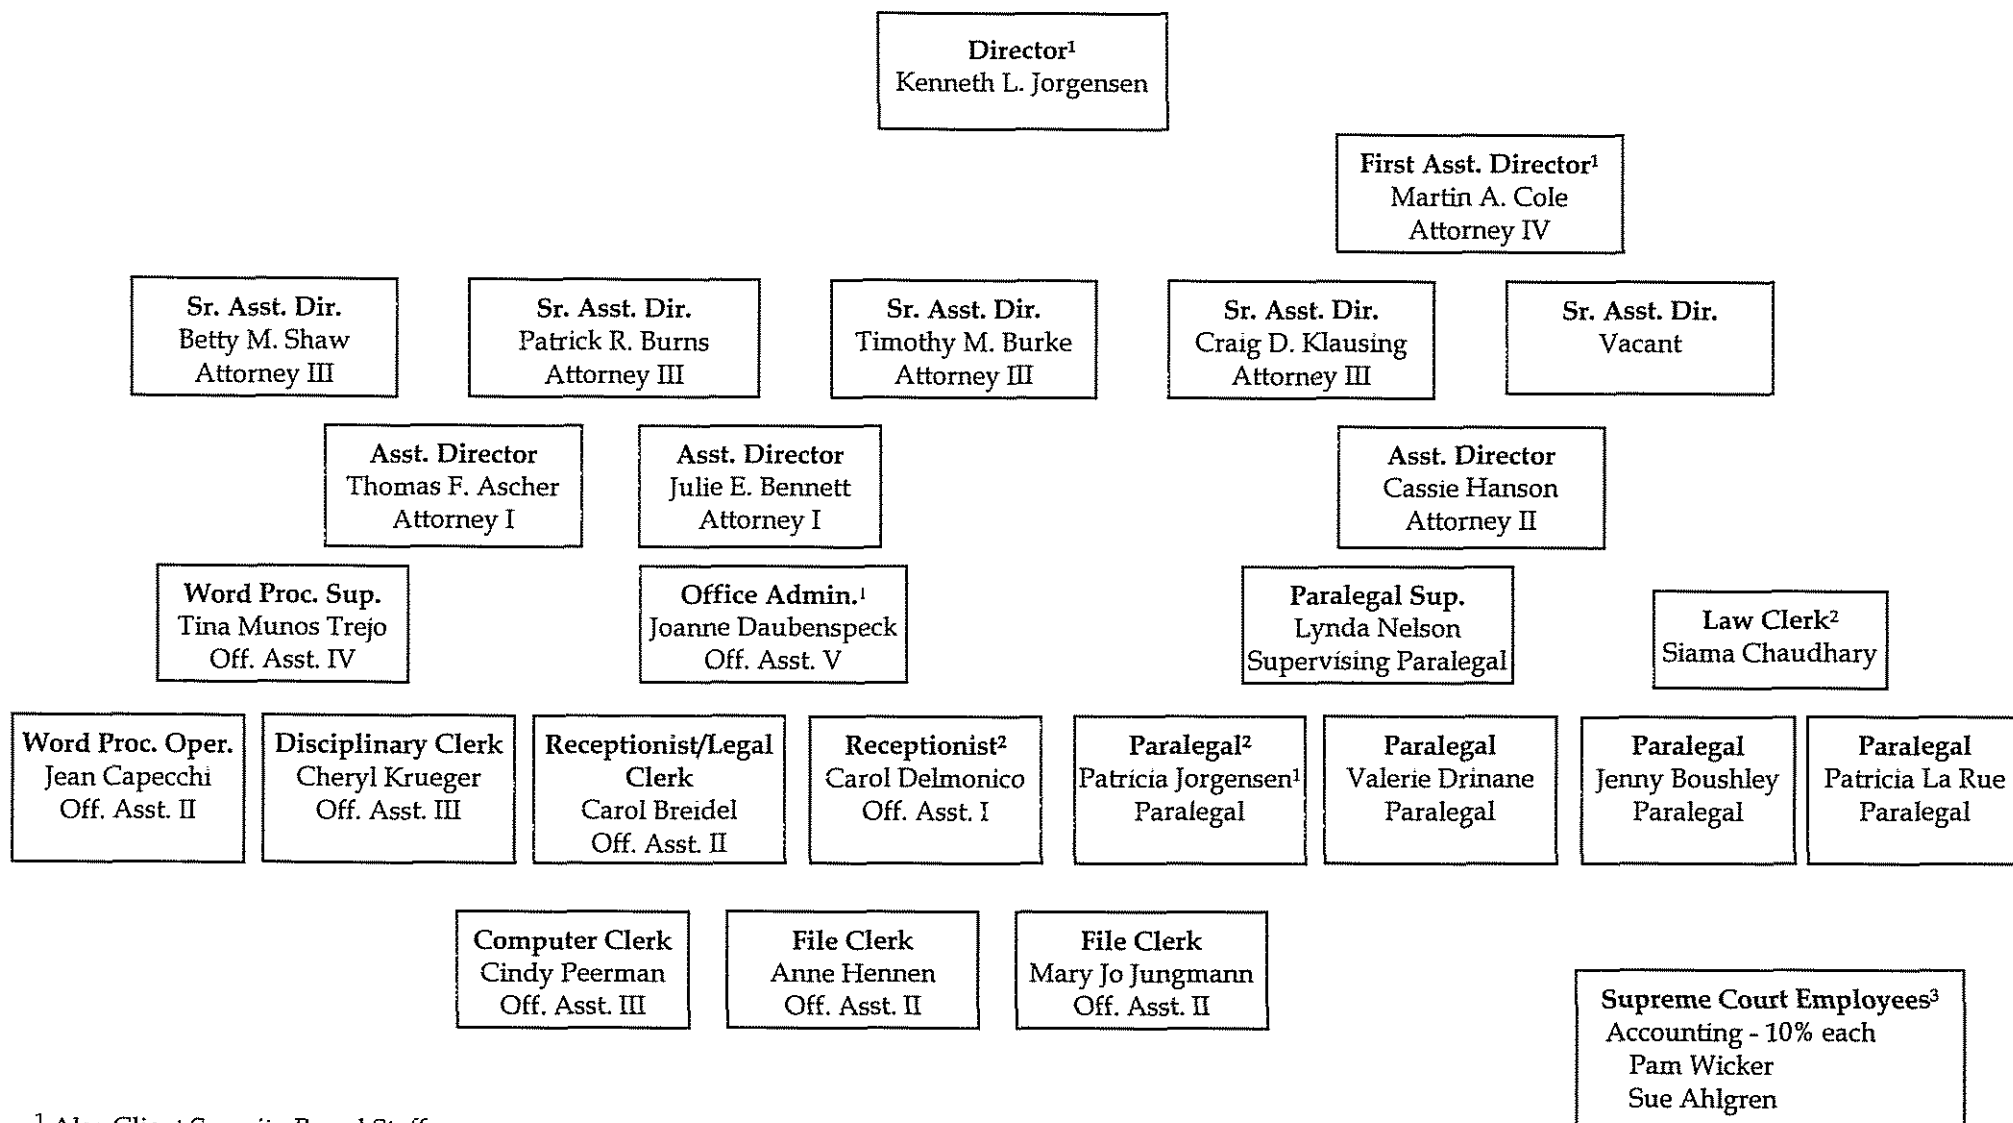 Director¹
Kenneth L. Jorgensen
First Asst. Director¹
Martin A. Cole
Attorney IV
Sr. Asst. Dir.
Betty M. Shaw
Attorney III
Sr. Asst. Dir.
Patrick R. Burns
Attorney III
Sr. Asst. Dir.
Timothy M. Burke
Attorney III
Sr. Asst. Dir.
Craig D. Klausing
Attorney III
Sr. Asst. Dir.
Vacant
Asst. Director
Thomas F. Ascher
Attorney I
Asst. Director
Julie E. Bennett
Attorney I
Asst. Director
Cassie Hanson
Attorney II
Word Proc. Sup.
Tina Munos Trejo
Off. Asst. IV
Office Admin.¹
Joanne Daubenspeck
Off. Asst. V
Paralegal Sup.
Lynda Nelson
Supervising Paralegal
Law Clerk²
Siama Chaudhary
Word Proc. Oper.
Jean Capecchi
Off. Asst. II
Disciplinary Clerk
Cheryl Krueger
Off. Asst. III
Receptionist/Legal
Clerk
Carol Breidel
Off. Asst. II
Receptionist²
Carol Delmonico
Off. Asst. I
Paralegal²
Patricia Jorgensen¹
Paralegal
Paralegal
Valerie Drinane
Paralegal
Paralegal
Jenny Boushley
Paralegal
Paralegal
Patricia La Rue
Paralegal
Computer Clerk
Cindy Peerman
Off. Asst. III
File Clerk
Anne Hennen
Off. Asst. II
File Clerk
Mary Jo Jungmann
Off. Asst. II
Supreme Court Employees³
Accounting - 10% each
Pam Wicker
Sue Ahlgren